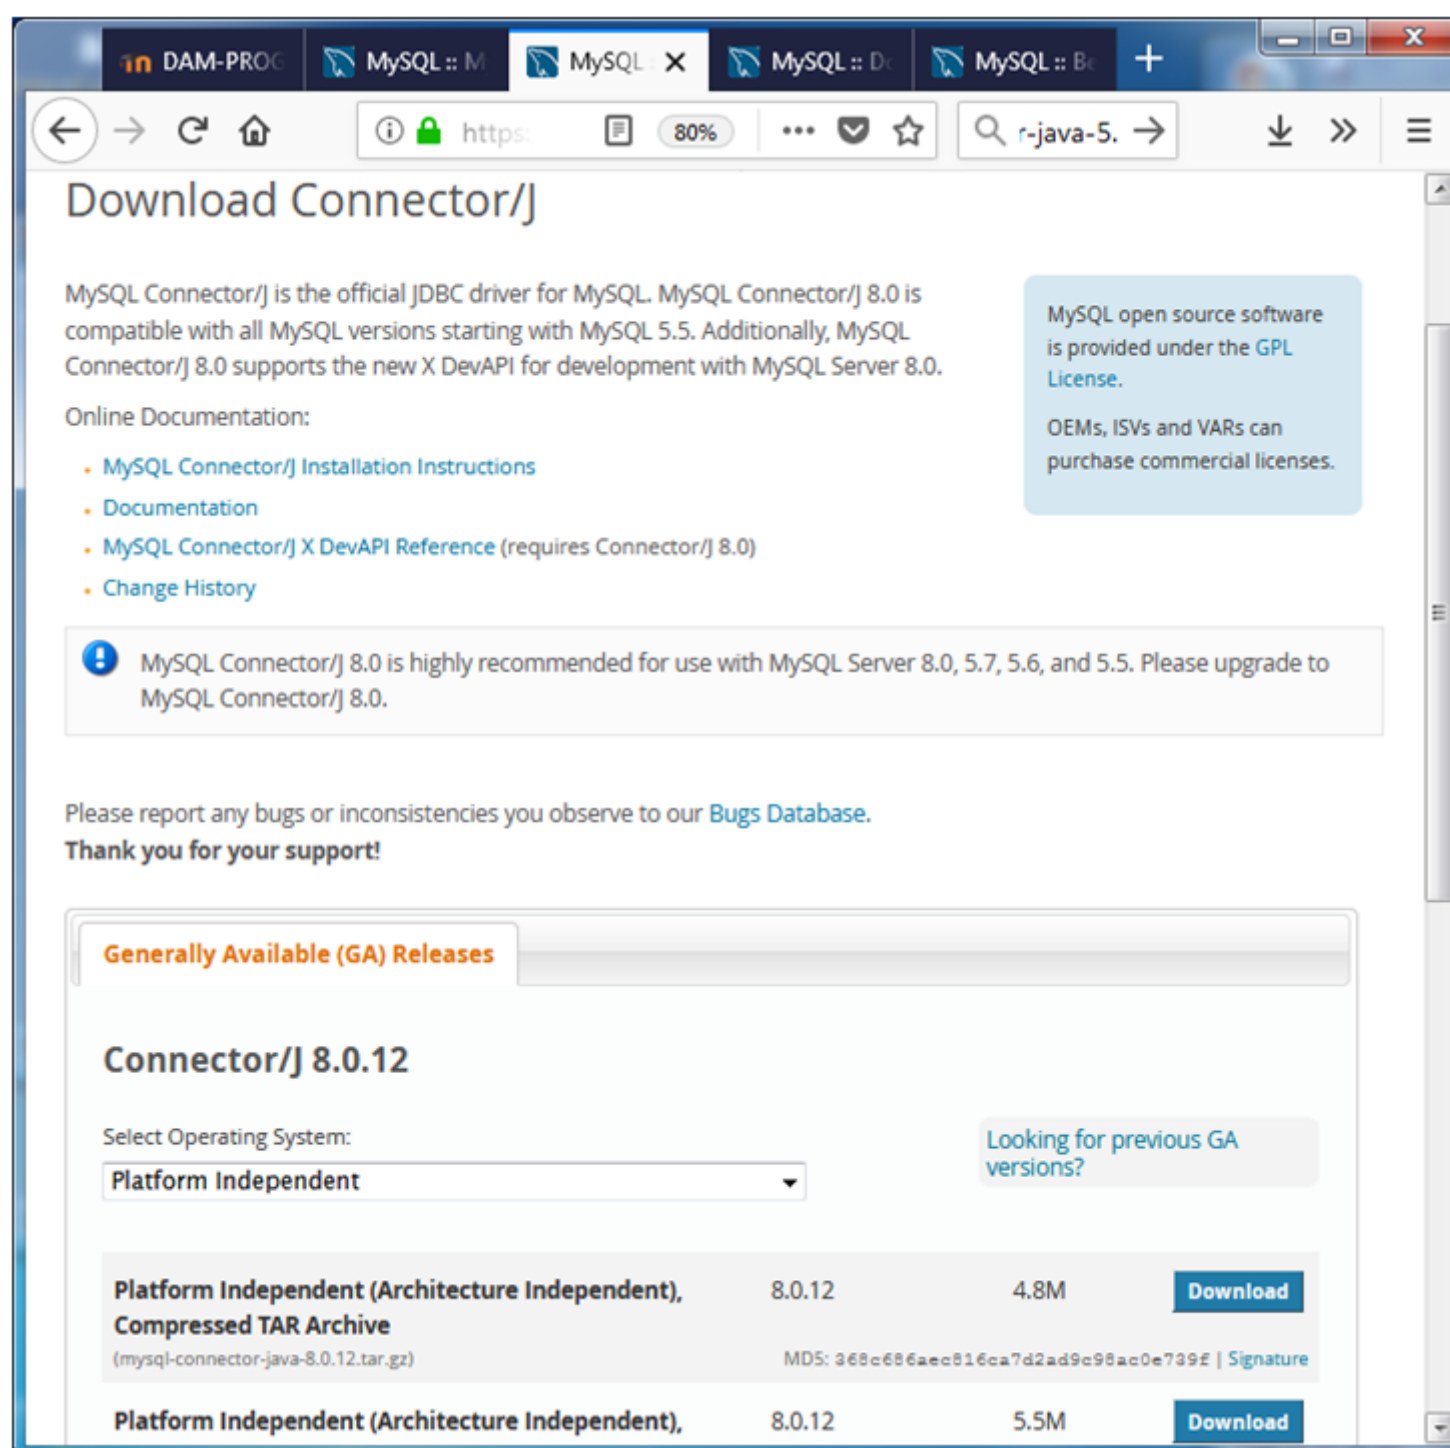 DAM-PROG
MySQL :: M
MySQL :
MySQL :: Do
MySQL :: Be
https:
80%
r-java-5.
Download Connector/J
MySQL Connector/J is the official JDBC driver for MySQL. MySQL Connector/J 8.0 is
compatible with all MySQL versions starting with MySQL 5.5. Additionally, MySQL
Connector/J 8.0 supports the new X DevAPI for development with MySQL Server 8.0.
MySQL open source software
is provided under the GPL
License.
OEMs, ISVs and VARs can
purchase commercial licenses.
Online Documentation:
MySQL Connector/J Installation Instructions
Documentation
MySQL Connector/J X DevAPI Reference (requires Connector/J 8.0)
Change History
MySQL Connector/J 8.0 is highly recommended for use with MySQL Server 8.0, 5.7, 5.6, and 5.5. Please upgrade to
MySQL Connector/J 8.0.
Please report any bugs or inconsistencies you observe to our Bugs Database.
Thank you for your support!
Generally Available (GA) Releases
Connector/J 8.0.12
Select Operating System:
Platform Independent
Looking for previous GA
versions?
Platform Independent (Architecture Independent), 8.0.12 4.8M Download
Compressed TAR Archive
(mysql-connector-java-8.0.12.tar.gz) MD5: 368c686aec816ca7d2ad9c98ac0e739f | Signature
Platform Independent (Architecture Independent), 8.0.12 5.5M Download